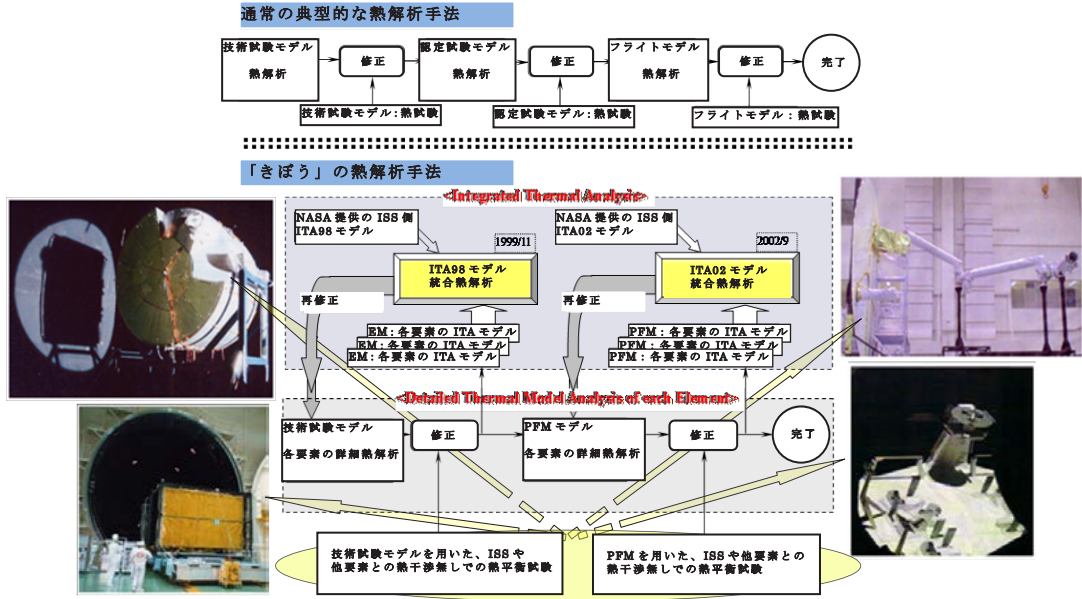 通常の典型的な熱解析手法
技術試験モデル
熱解析
修正
認定試験モデル
熱解析
修正
フライトモデル
熱解析
修正
完了
技術試験モデル:熱試験
認定試験モデル:熱試験
フライトモデル:熱試験
「きぼう」の熱解析手法
<Integrated Thermal Analysis>
NASA提供のISS側
ITA98モデル
1999/11
ITA98モデル
統合熱解析
再修正
EM:各要素のITAモデル
EM:各要素のITAモデル
EM:各要素のITAモデル
NASA提供のISS側
ITA02モデル
2002/9
ITA02モデル
統合熱解析
再修正
PFM:各要素のITAモデル
PFM:各要素のITAモデル
PFM:各要素のITAモデル
<Detailed Thermal Model Analysis of each Element>
技術試験モデル
各要素の詳細熱解析
修正
PFMモデル
各要素の詳細熱解析
修正
完了
技術試験モデルを用いた、ISSや
他要素との熱干渉無しでの熱平衡試験
PFMを用いた、ISSや他要素との
熱干渉無しでの熱平衡試験